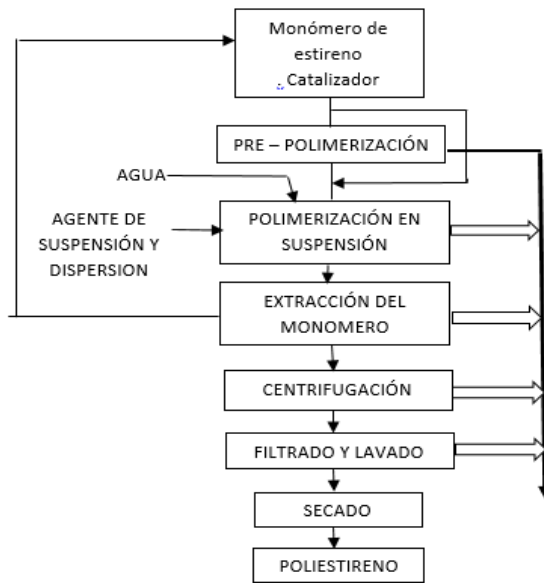 Monómero de
estireno
Catalizador
PRE – POLIMERIZACIÓN
AGUA
AGENTE DE
SUSPENSIÓN Y
DISPERSION
POLIMERIZACIÓN EN
SUSPENSIÓN
EXTRACCIÓN DEL
MONOMERO
CENTRIFUGACIÓN
FILTRADO Y LAVADO
SECADO
POLIESTIRENO